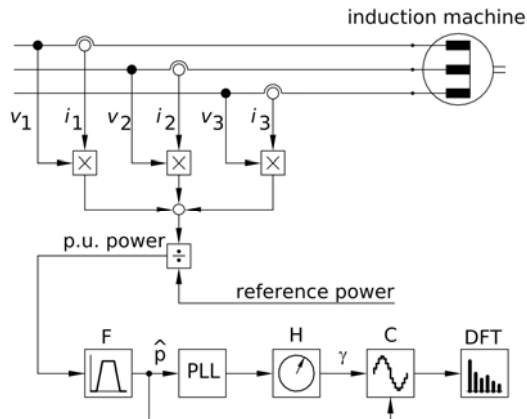 induction machine
v1 i1 v2 i2 v3 i3
× × ×
p.u. power
÷
reference power
F p̂ H γ C DFT
PLL